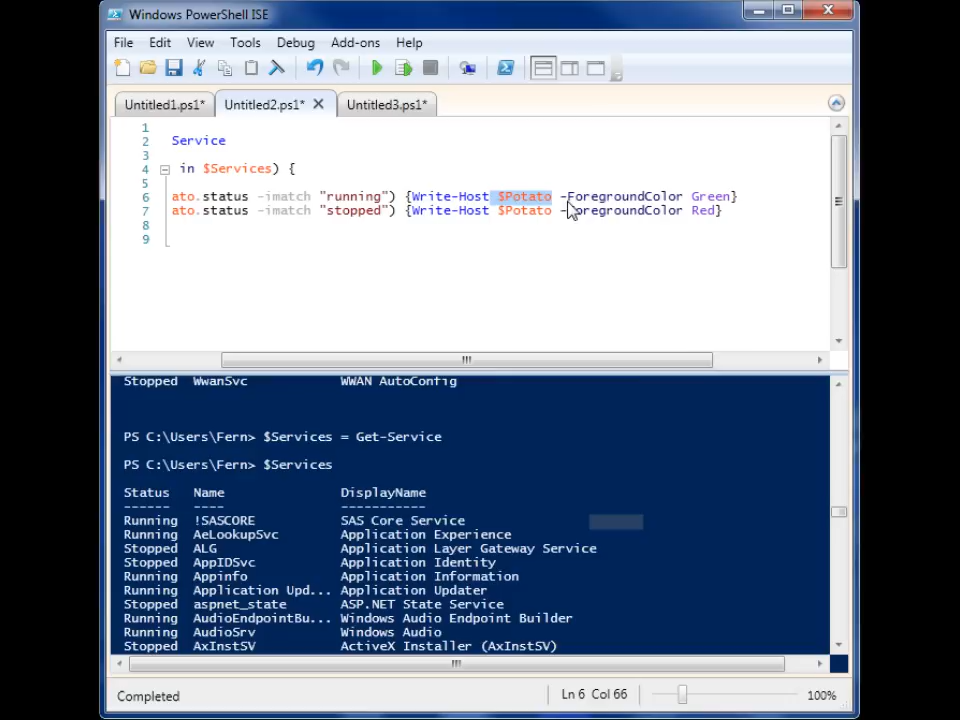 Windows PowerShell ISE
File Edit View Tools Debug Add-ons Help
Untitled1.ps1* Untitled2.ps1* Untitled3.ps1*
1
2 Service
3
4 in $Services) {
5
6 ato.status -imatch "running") {Write-Host $Potato -ForegroundColor Green}
7 ato.status -imatch "stopped") {Write-Host $Potato -ForegroundColor Red}
8
9
Stopped WwanSvc WWAN AutoConfig
PS C:\Users\Fern> $Services = Get-Service
PS C:\Users\Fern> $Services
Status Name DisplayName
------ ---- -----------
Running !SASCORE SAS Core Service
Running AeLookupSvc Application Experience
Stopped ALG Application Layer Gateway Service
Stopped AppIDSvc Application Identity
Running Appinfo Application Information
Running Application Upd... Application Updater
Stopped aspnet_state ASP.NET State Service
Running AudioEndpointBu... Windows Audio Endpoint Builder
Running AudioSrv Windows Audio
Stopped AxInstSV ActiveX Installer (AxInstSV)
Completed Ln 6 Col 66 100%